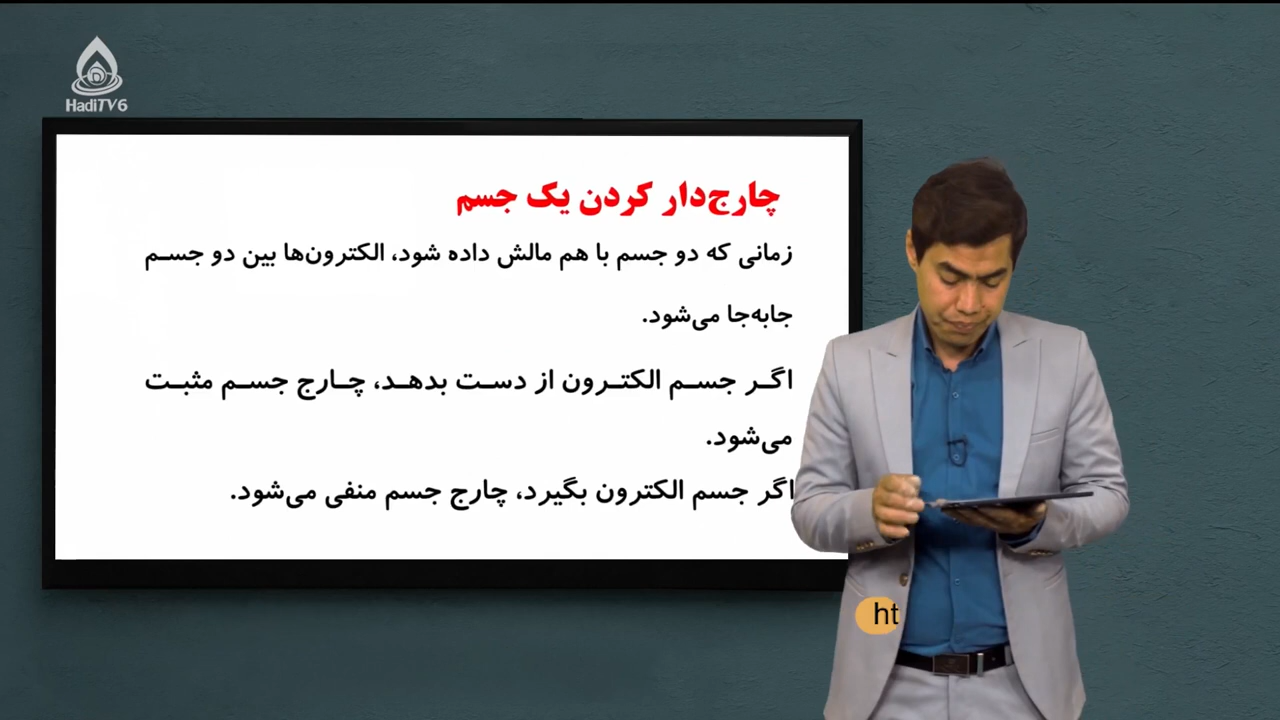 HadiTV6
چارج‌دار کردن یک جسم
زمانی که دو جسم با هم مالش داده شود، الکترون‌ها بین دو جسم
جابه‌جا می‌شود.
اگر جسم الکترون از دست بدهد، چارج جسم مثبت
می‌شود.
اگر جسم الکترون بگیرد، چارج جسم منفی می‌شود.
ht